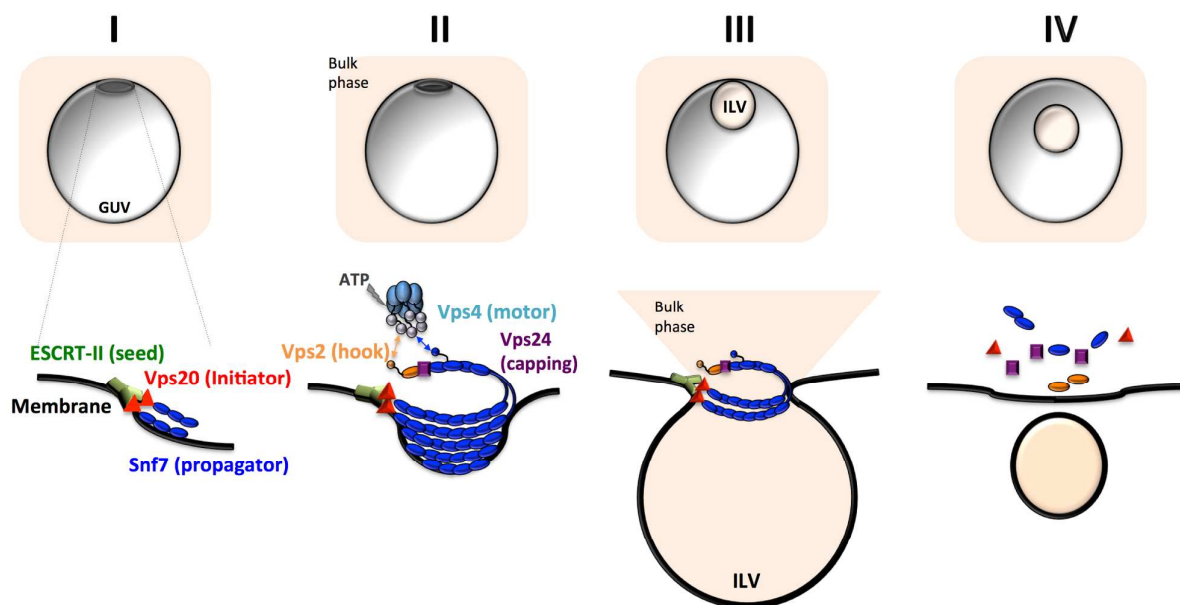 I
II
III
IV
Bulk
phase
GUV
ILV
ATP
Vps4 (motor)
Vps2 (hook)
Vps24
(capping)
ESCRT-II (seed)
Vps20 (Initiator)
Membrane
Snf7 (propagator)
Bulk
phase
ILV